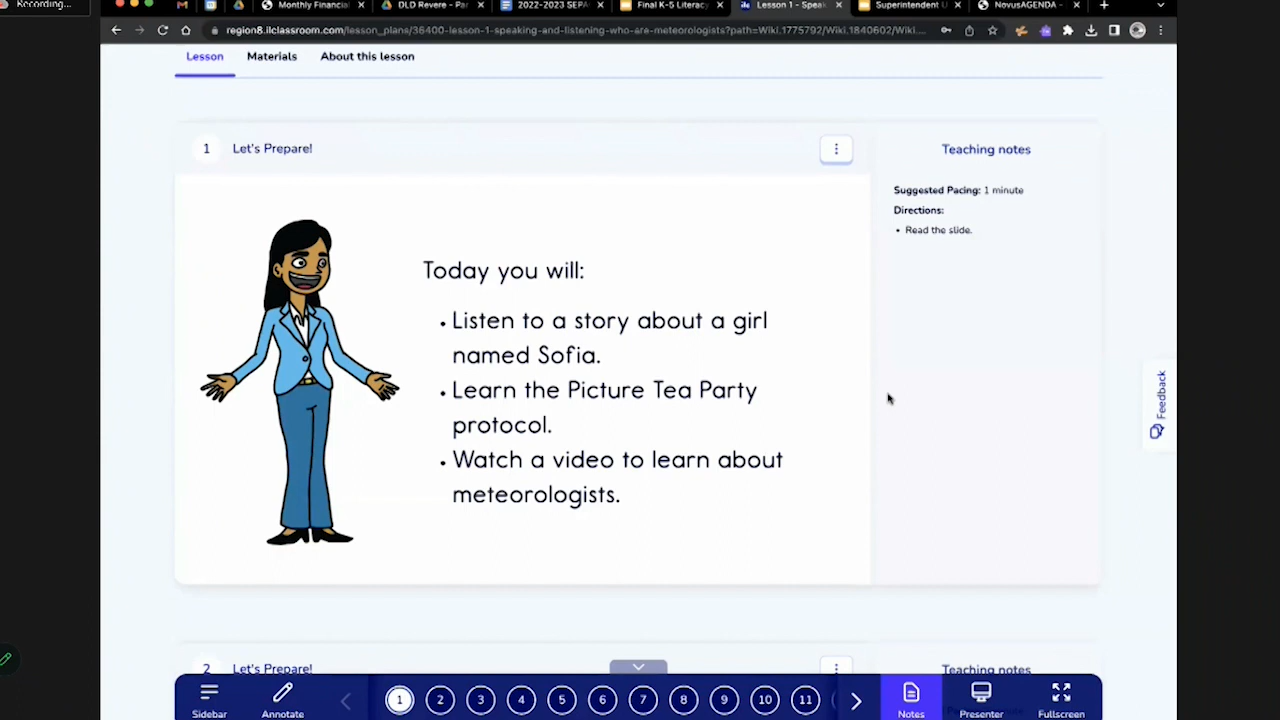 Recording...
Monthly Financial
DLD Revere - Par
2022-2023 SEPA
Final K-5 Literacy
Lesson 1 - Speak
Superintendent U
NovusAGENDA -
region8.ilclassroom.com/lesson_plans/36400-lesson-1-speaking-and-listening-who-are-meteorologists?path=Wiki.1775792/Wiki.1840602/Wiki....
Lesson Materials About this lesson
1 Let's Prepare!
Teaching notes
Suggested Pacing: 1 minute
Directions:
• Read the slide.
Today you will:
• Listen to a story about a girl
named Sofia.
• Learn the Picture Tea Party
protocol.
• Watch a video to learn about
meteorologists.
Feedback
2 Let's Prepare!
Teaching notes
Sidebar
Annotate
1 2 3 4 5 6 7 8 9 10 11
Notes
Presenter
Fullscreen